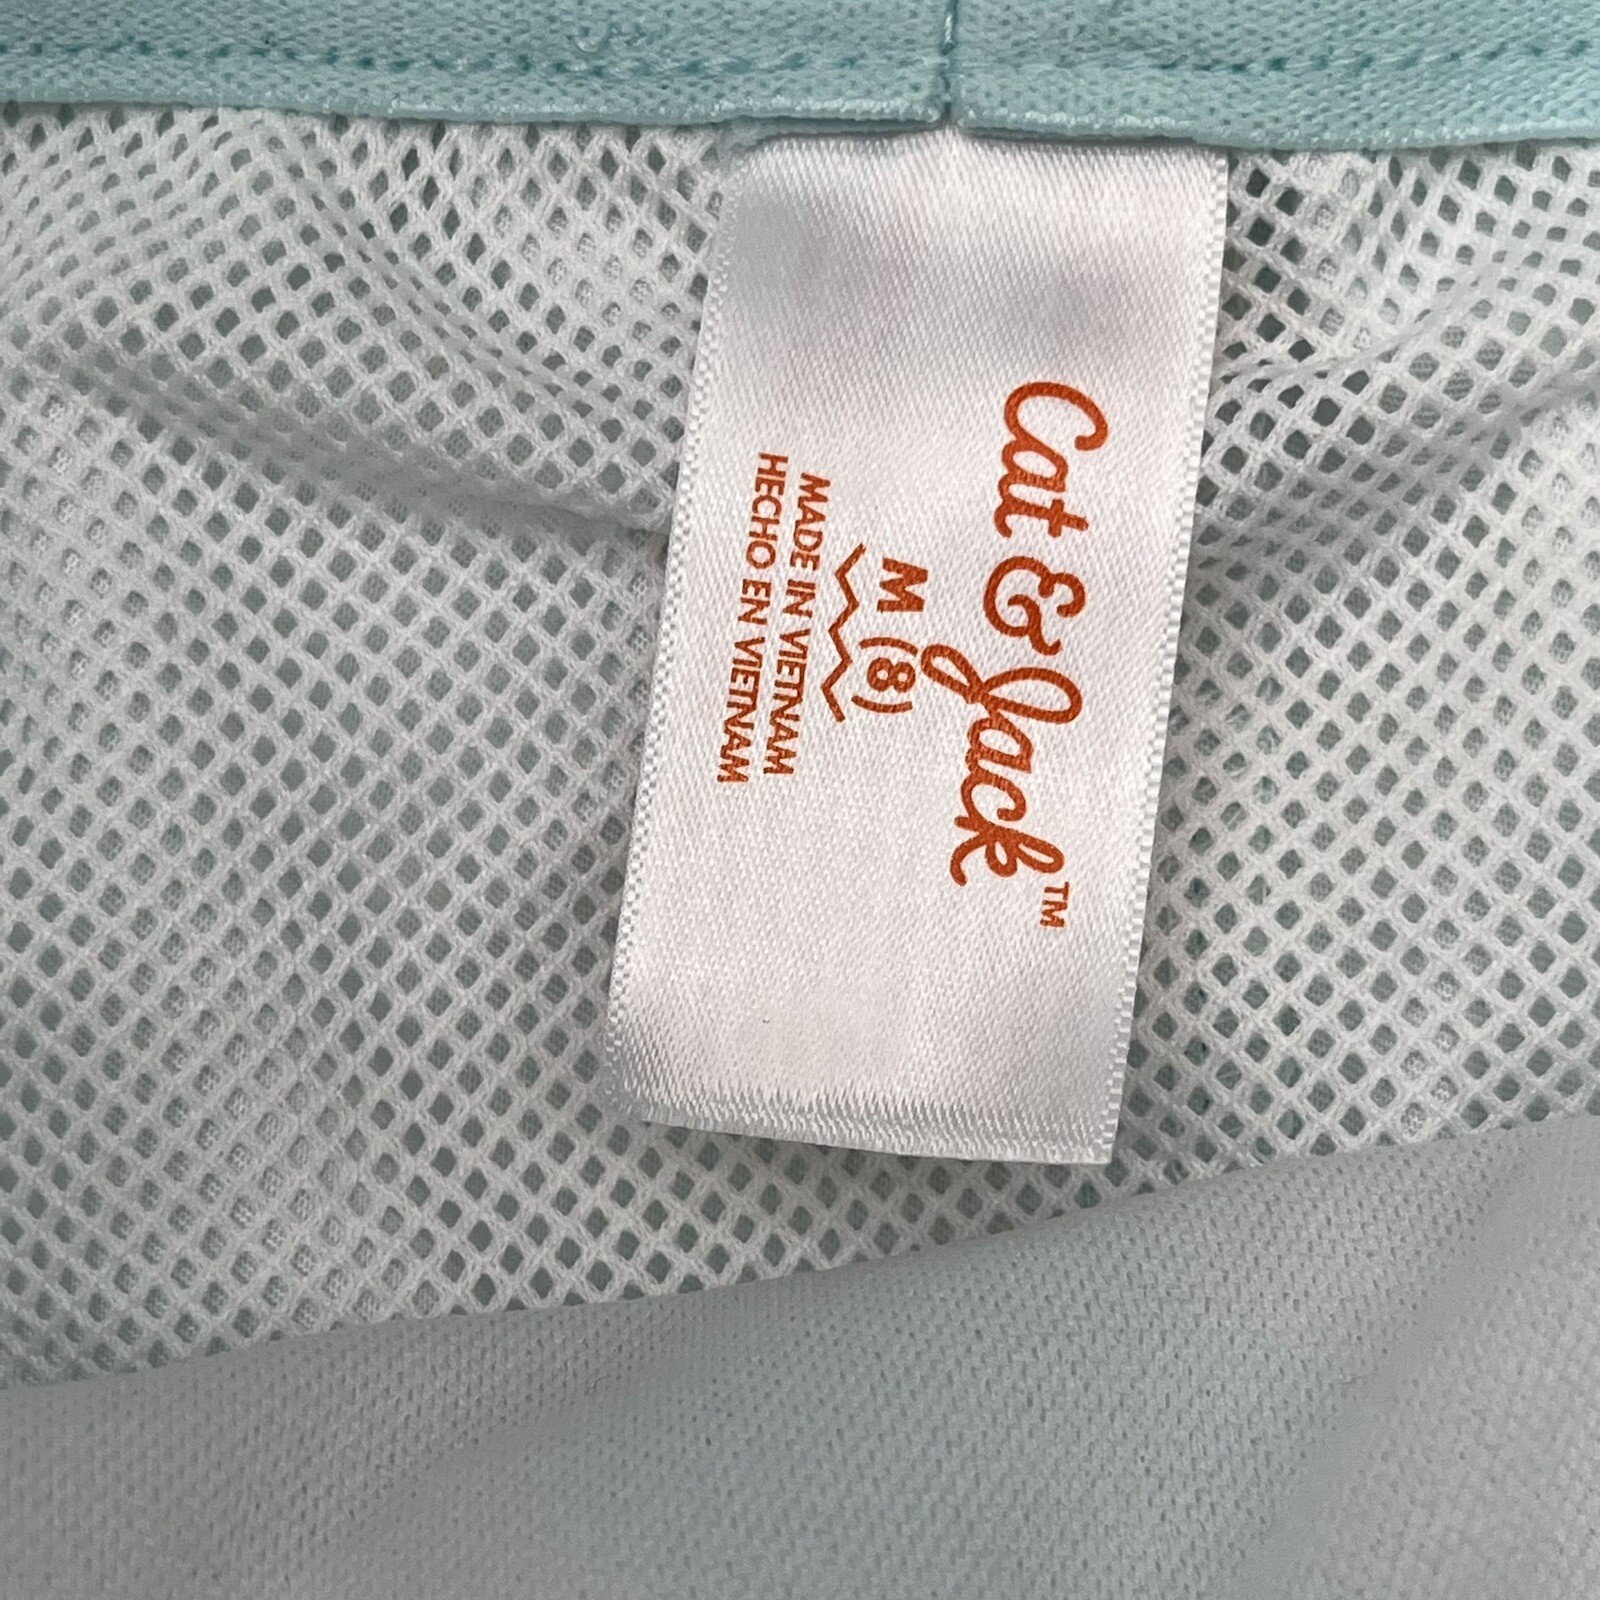 Cat & Jack™
M (8)
MADE IN VIETNAM
HECHO EN VIETNAM